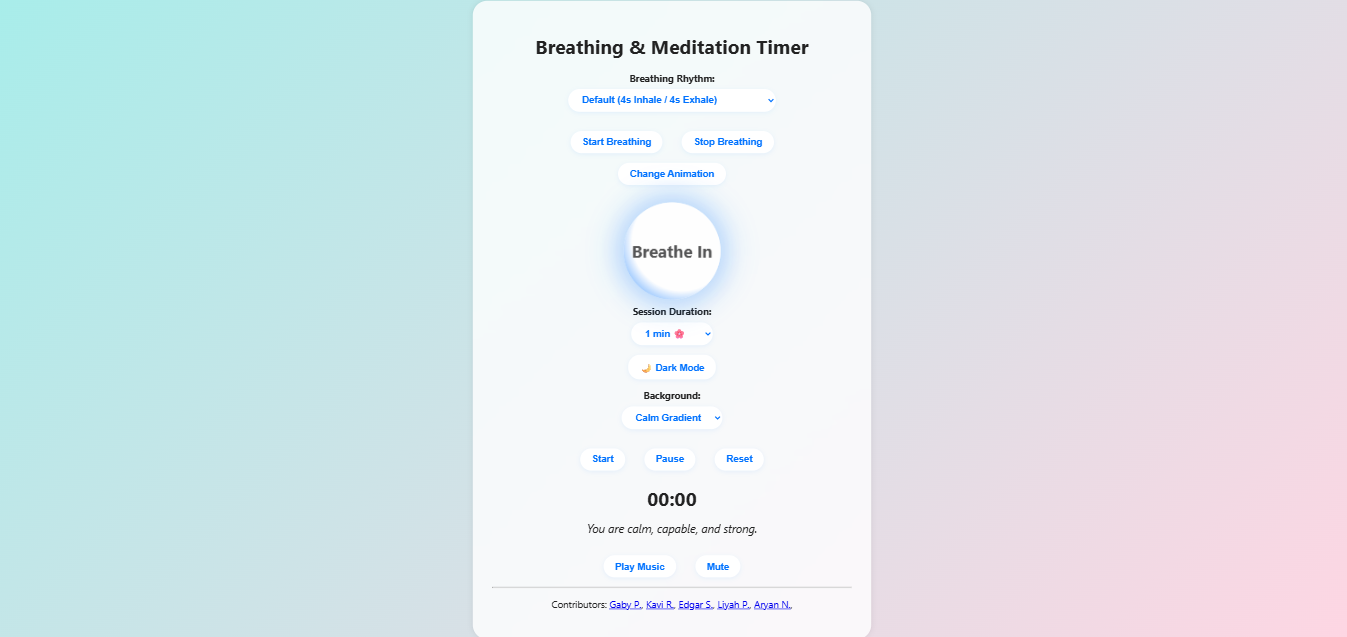 Breathing & Meditation Timer
Breathing Rhythm:
Default (4s Inhale / 4s Exhale)
Start Breathing Stop Breathing
Change Animation
Breathe In
Session Duration:
1 min 🌸
🌙 Dark Mode
Background:
Calm Gradient
Start Pause Reset
00:00
You are calm, capable, and strong.
Play Music Mute
Contributors: Gaby P., Kavi R., Edgar S., Liyah P., Aryan N.,